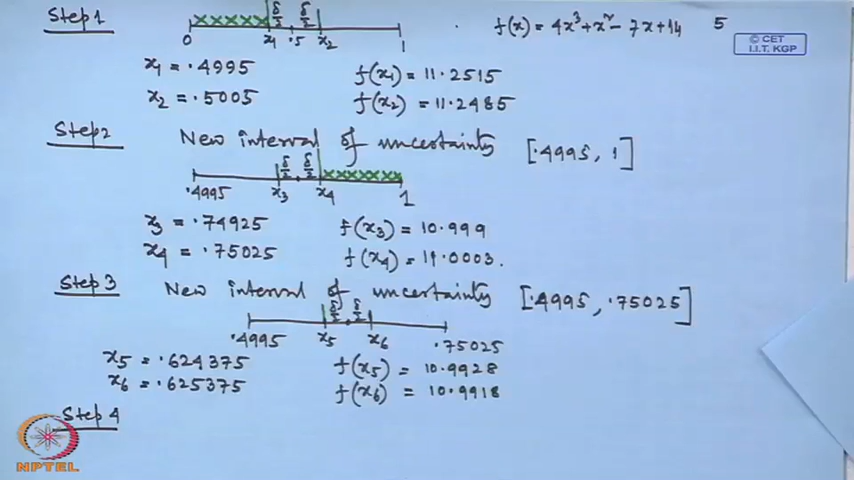 Step 1
δ/2 δ/2
0 x₁ .5 x₂ 1
f(x) = 4x³ + x² - 7x + 14 5
© CET
I.I.T. KGP
x₁ = .4995 f(x₁) = 11.2515
x₂ = .5005 f(x₂) = 11.2485
Step 2 New interval of uncertainty [.4995, 1]
δ/2 δ/2
.4995 x₃ x₄ 1
x₃ = .74925 f(x₃) = 10.999
x₄ = .75025 f(x₄) = 11.0003.
Step 3 New interval of uncertainty [.4995, .75025]
δ/2 δ/2
.4995 x₅ x₆ .75025
x₅ = .624375 f(x₅) = 10.9928
x₆ = .625375 f(x₆) = 10.9918
Step 4
NPTEL